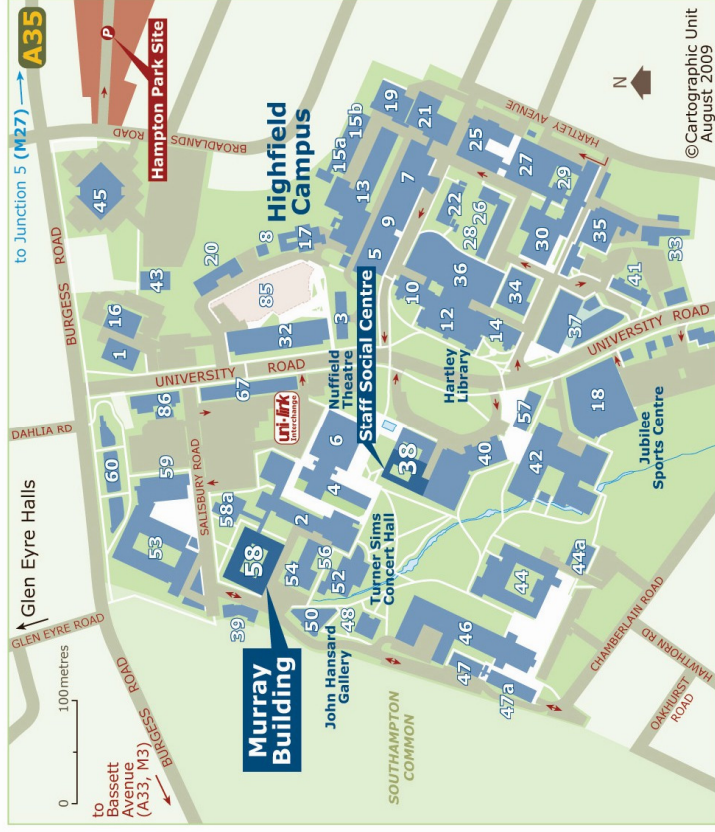 to Junction 5 (M27)
A35
P
Hampton Park Site
BURGESS ROAD
BROADLANDS ROAD
45
Highfield
Campus
15a
15b
19
21
13
7
9
5
25
27
29
HARTLEY AVENUE
N
©Cartographic Unit
August 2009
20
8
17
43
16
1
85
32
3
22
26
28
10
36
12
14
34
30
35
33
41
37
UNIVERSITY ROAD
UNIVERSITY ROAD
DAHLIA RD
86
67
uni-link
Interchange
Nuffield
Theatre
Staff Social Centre
Hartley
Library
60
59
SALISBURY ROAD
58a
6
4
2
38
40
57
18
42
Jubilee
Sports Centre
Glen Eyre Halls
GLEN EYRE ROAD
53
58
54
56
52
Turner Sims
Concert Hall
39
50
48
Murray
Building
John Hansard
Gallery
46
47
47a
44
44a
CHAMBERLAIN ROAD
HAWTHORN RD
OAKHURST
ROAD
SOUTHAMPTON
COMMON
0
100metres
BURGESS ROAD
to
Bassett
Avenue
(A33, M3)